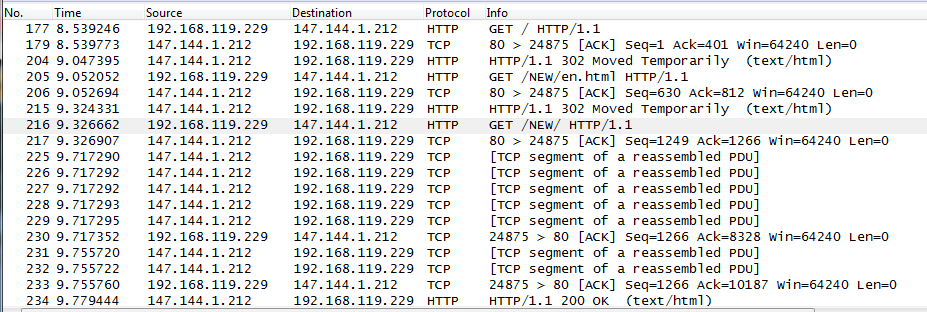 No. Time Source Destination Protocol Info
177 8.539246 192.168.119.229 147.144.1.212 HTTP GET / HTTP/1.1
179 8.539773 147.144.1.212 192.168.119.229 TCP 80 > 24875 [ACK] Seq=1 Ack=401 Win=64240 Len=0
204 9.047395 147.144.1.212 192.168.119.229 HTTP HTTP/1.1 302 Moved Temporarily (text/html)
205 9.052052 192.168.119.229 147.144.1.212 HTTP GET /NEW/en.html HTTP/1.1
206 9.052694 147.144.1.212 192.168.119.229 TCP 80 > 24875 [ACK] Seq=630 Ack=812 Win=64240 Len=0
215 9.324331 147.144.1.212 192.168.119.229 HTTP HTTP/1.1 302 Moved Temporarily (text/html)
216 9.326662 192.168.119.229 147.144.1.212 HTTP GET /NEW/ HTTP/1.1
217 9.326907 147.144.1.212 192.168.119.229 TCP 80 > 24875 [ACK] Seq=1249 Ack=1266 Win=64240 Len=0
225 9.717290 147.144.1.212 192.168.119.229 TCP [TCP segment of a reassembled PDU]
226 9.717292 147.144.1.212 192.168.119.229 TCP [TCP segment of a reassembled PDU]
227 9.717292 147.144.1.212 192.168.119.229 TCP [TCP segment of a reassembled PDU]
228 9.717293 147.144.1.212 192.168.119.229 TCP [TCP segment of a reassembled PDU]
229 9.717295 147.144.1.212 192.168.119.229 TCP [TCP segment of a reassembled PDU]
230 9.717352 192.168.119.229 147.144.1.212 TCP 24875 > 80 [ACK] Seq=1266 Ack=8328 Win=64240 Len=0
231 9.755720 147.144.1.212 192.168.119.229 TCP [TCP segment of a reassembled PDU]
232 9.755722 147.144.1.212 192.168.119.229 TCP [TCP segment of a reassembled PDU]
233 9.755760 192.168.119.229 147.144.1.212 TCP 24875 > 80 [ACK] Seq=1266 Ack=10187 Win=64240 Len=0
234 9.779444 147.144.1.212 192.168.119.229 HTTP HTTP/1.1 200 OK (text/html)